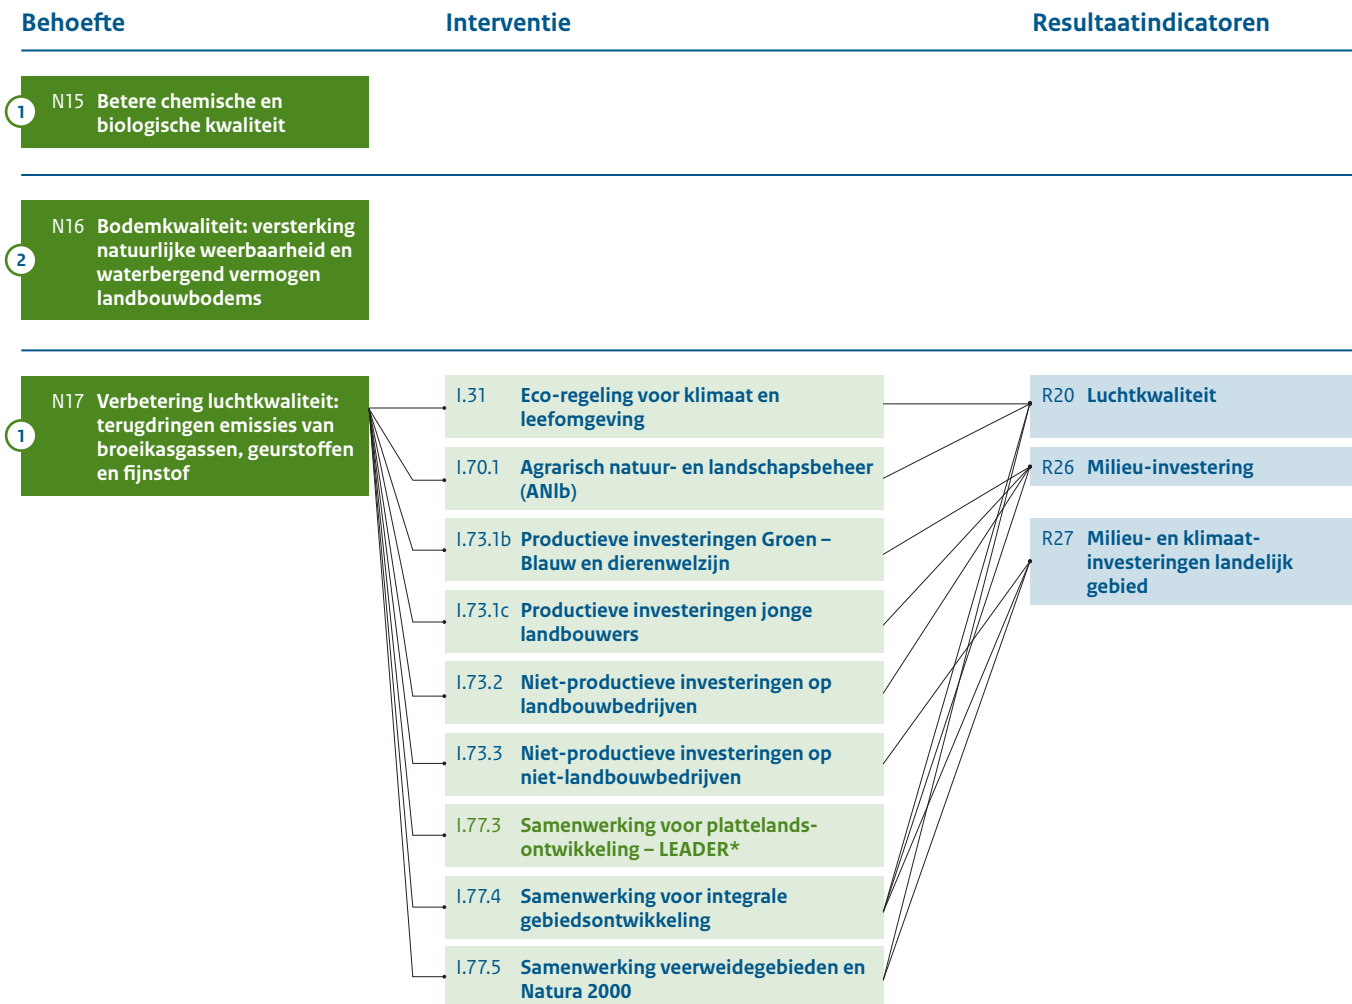 Behoefte
Interventie
Resultaatindicatoren
1
N15 Betere chemische en
biologische kwaliteit
2
N16 Bodemkwaliteit: versterking
natuurlijke weerbaarheid en
waterbergend vermogen
landbouwbodems
1
N17 Verbetering luchtkwaliteit:
terugdringen emissies van
broeikasgassen, geurstoffen
en fijnstof
I.31 Eco-regeling voor klimaat en
leefomgeving
I.70.1 Agrarisch natuur- en landschapsbeheer
(ANlb)
I.73.1b Productieve investeringen Groen –
Blauw en dierenwelzijn
I.73.1c Productieve investeringen jonge
landbouwers
I.73.2 Niet-productieve investeringen op
landbouwbedrijven
I.73.3 Niet-productieve investeringen op
niet-landbouwbedrijven
I.77.3 Samenwerking voor plattelands-
ontwikkeling – LEADER*
I.77.4 Samenwerking voor integrale
gebiedsontwikkeling
I.77.5 Samenwerking veerweidegebieden en
Natura 2000
R20 Luchtkwaliteit
R26 Milieu-investering
R27 Milieu- en klimaat-
investeringen landelijk
gebied